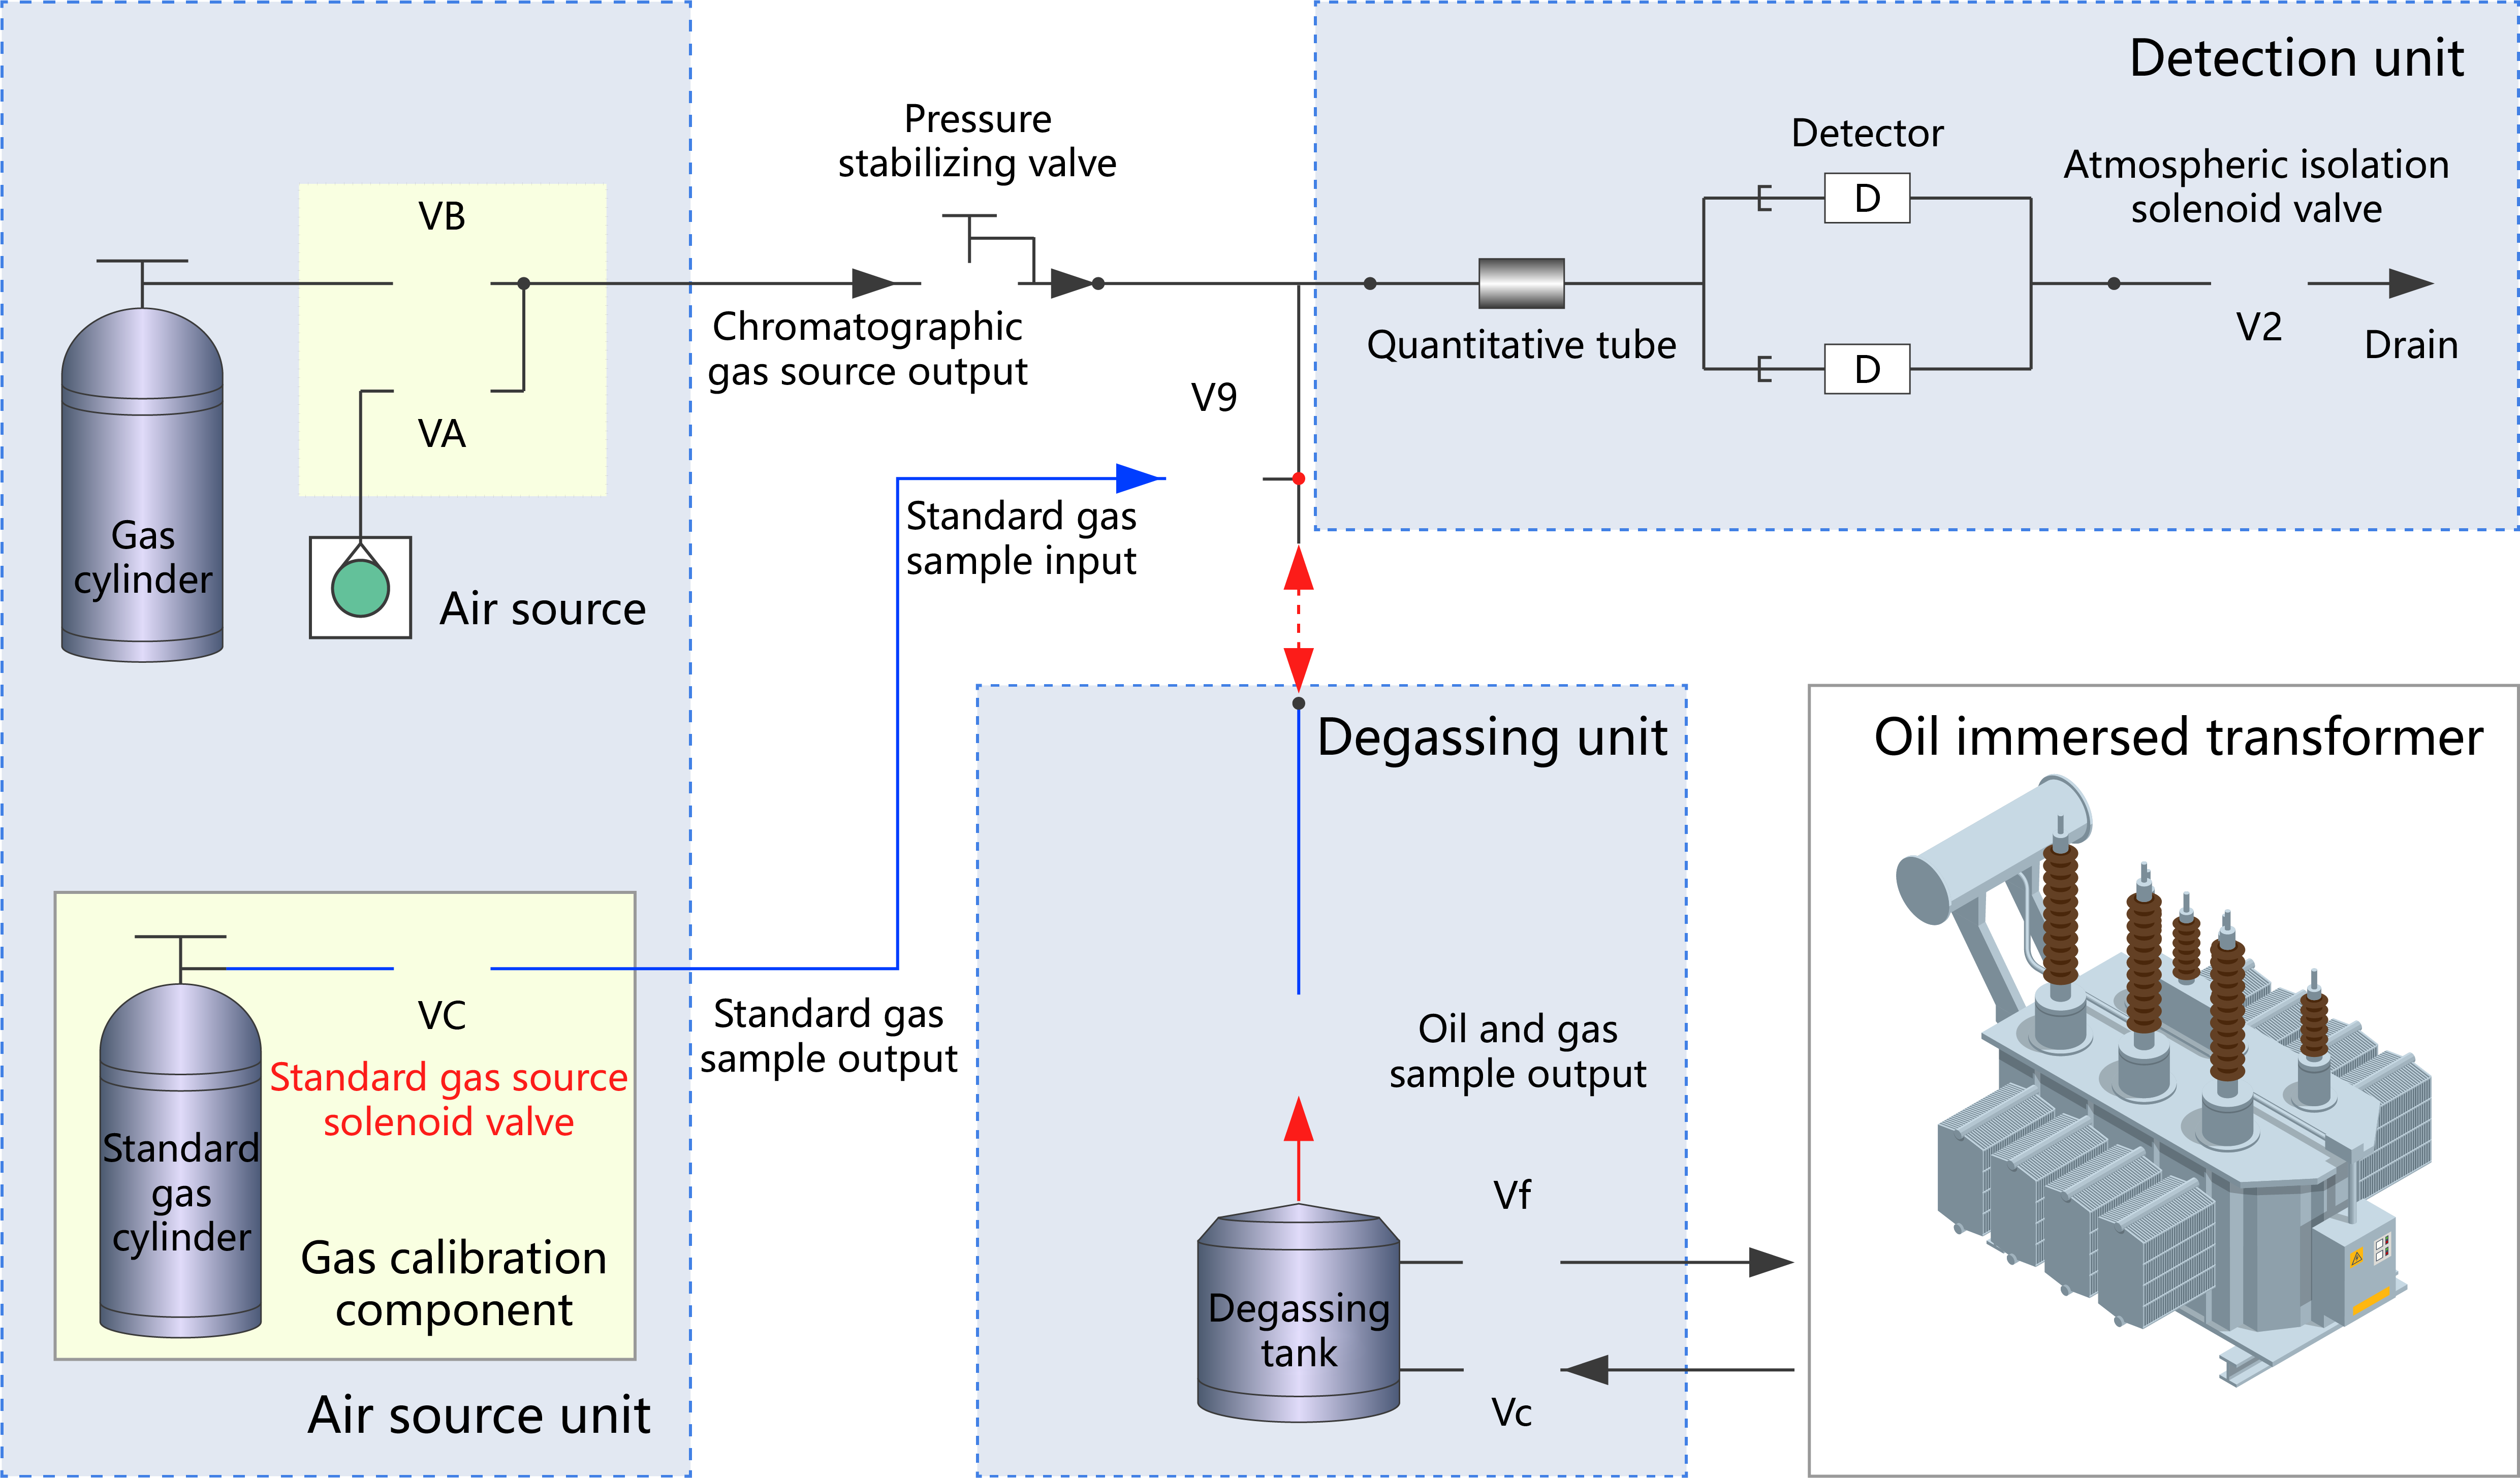 Detection unit
Pressure
stabilizing valve
Detector
Atmospheric isolation
solenoid valve
VB
D
Chromatographic
gas source output
Quantitative tube
V2
Drain
D
V9
VA
Gas
cylinder
Air source
Standard gas
sample input
Degassing unit
Oil immersed transformer
VC
Standard gas source
solenoid valve
Standard gas
sample output
Oil and gas
sample output
Standard
gas
cylinder
Gas calibration
component
Vf
Degassing
tank
Vc
Air source unit